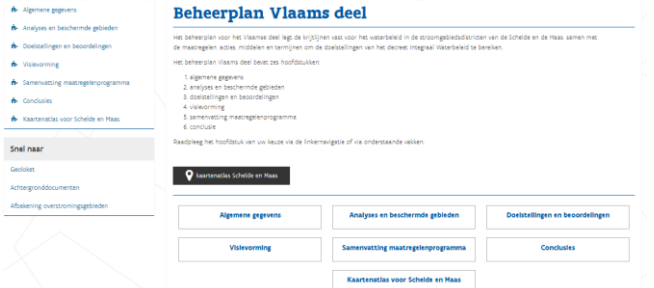 Algemene gegevens
Analyses en beschermde gebieden
Doelstellingen en beoordelingen
Visievorming
Samenvatting maatregelenprogramma
Conclusies
Kaartenatlas voor Schelde en Maas
Snel naar
Geoloket
Achtergronddocumenten
Afbakening overstromingsgebieden
Beheerplan Vlaams deel
Het beheerplan voor het Vlaamse deel legt de krijtlijnen vast voor het waterbeleid in de stroomgebiedsdistricten van de Schelde en de Maas, samen met
de maatregelen, acties, middelen en termijnen om de doelstellingen van het decreet Integraal Waterbeleid te bereiken.
Het beheerplan Vlaams deel bevat zes hoofdstukken:
1. algemene gegevens
2. analyses en beschermde gebieden
3. doelstellingen en beoordelingen
4. visievorming
5. samenvatting maatregelenprogramma
6. conclusie
Raadpleeg het hoofdstuk van uw keuze via de linkernavigatie of via onderstaande vakken.
kaartenatlas Schelde en Maas
Algemene gegevens
Analyses en beschermde gebieden
Doelstellingen en beoordelingen
Visievorming
Samenvatting maatregelenprogramma
Conclusies
Kaartenatlas voor Schelde en Maas